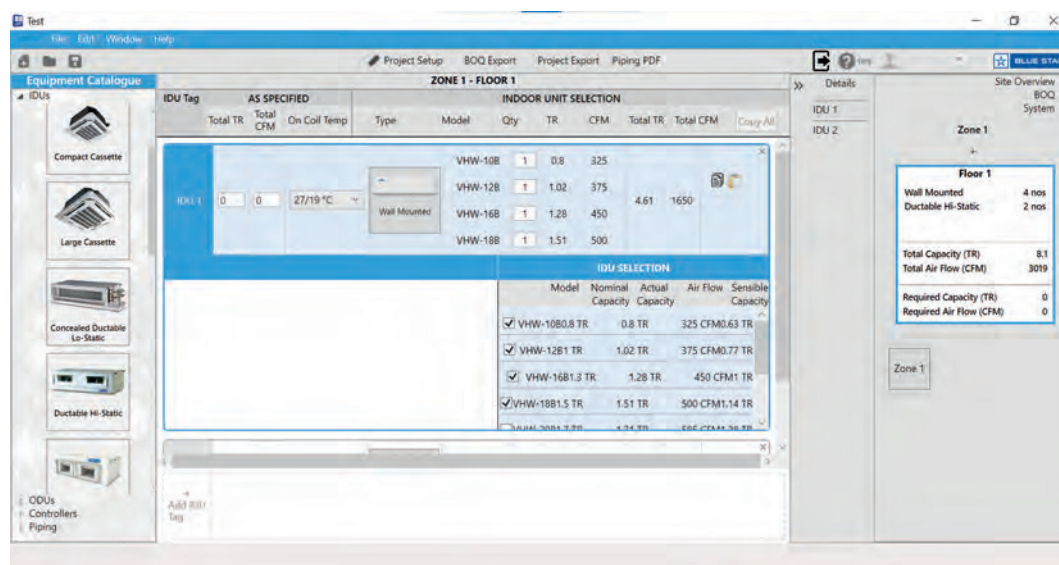 Test
File Edit Window Help
Project Setup BOQ Export Project Export Piping PDF
BLUE STA
Equipment Catalogue
IDUs
Compact Cassette
Large Cassette
Concealed Ductable
Lo-Static
Ductable Hi-Static
ODUs
Controllers
Piping
ZONE 1 - FLOOR 1
IDU Tag AS SPECIFIED INDOOR UNIT SELECTION
Total TR Total CFM On Coil Temp Type Model Qty TR CFM Total TR Total CFM Copy All
VHW-10B 1 0.8 325
VHW-12B 1 1.02 375
IDU 1 0 0 27/19 °C Wall Mounted 4.61 1650
VHW-16B 1 1.28 450
VHW-18B 1 1.51 500
IDU SELECTION
Model Nominal Capacity Actual Capacity Air Flow Sensible Capacity
VHW-10B0.8 TR 0.8 TR 325 CFM0.63 TR
VHW-12B1 TR 1.02 TR 375 CFM0.77 TR
VHW-16B1.3 TR 1.28 TR 450 CFM1 TR
VHW-18B1.5 TR 1.51 TR 500 CFM1.14 TR
Add IDU
Tag
Details
IDU 1
IDU 2
Site Overview
BOQ
System
Zone 1
Floor 1
Wall Mounted 4 nos
Ductable Hi-Static 2 nos
Total Capacity (TR) 8.1
Total Air Flow (CFM) 3019
Required Capacity (TR) 0
Required Air Flow (CFM) 0
Zone 1